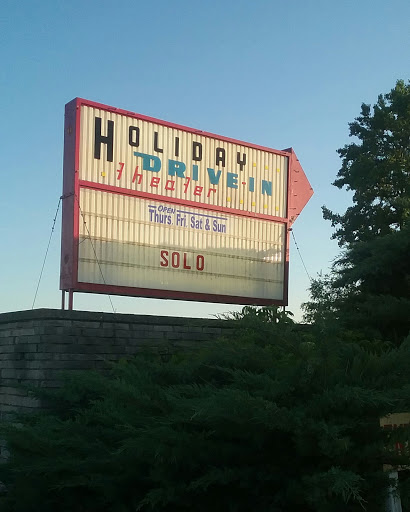 HOLIDAY
DRIVE-IN
theater
OPEN
Thurs. Fri. Sat & Sun
SOLO